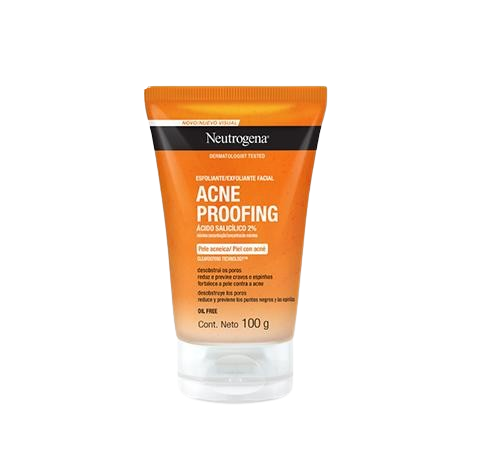 NOVO/NUEVO VISUAL
Neutrogena®
DERMATOLOGIST TESTED
ESFOLIANTE/EXFOLIANTE FACIAL
ACNE
PROOFING
ÁCIDO SALICÍLICO 2%
Pele acneica/ Piel con acné
CLEARDEFENSE TECHNOLOGY™
desobstrui os poros
reduz e previne cravos e espinhas
fortalece a pele contra a acne
desobstruye los poros
reduce y previene los puntos negros y las espinillas
OIL FREE
Cont. Neto 100 g